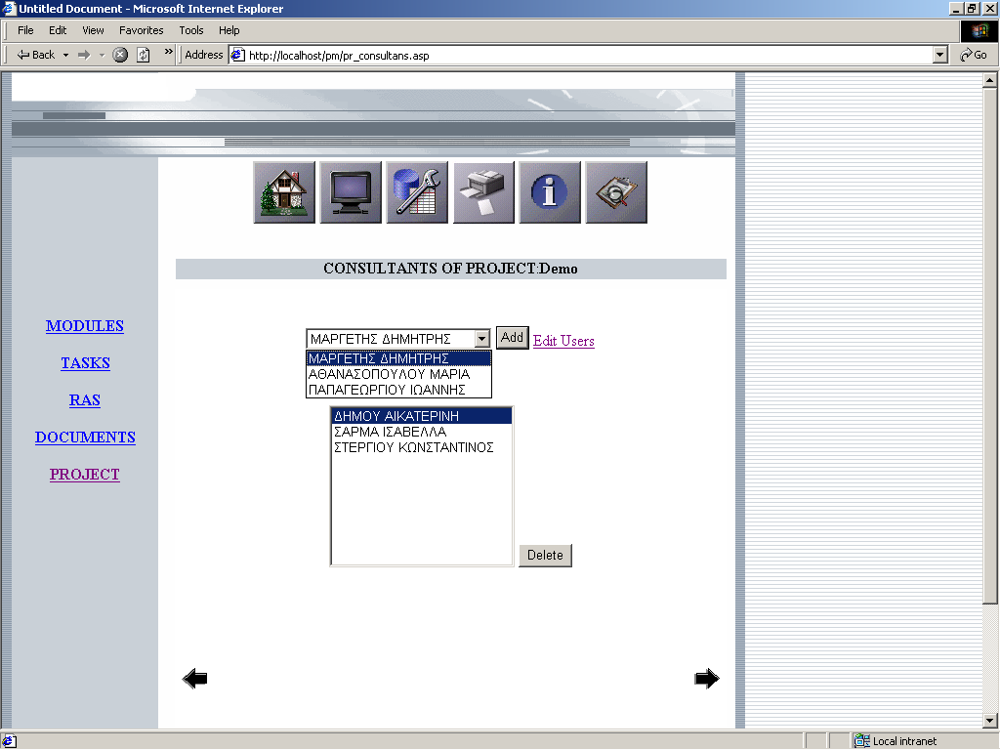 Untitled Document - Microsoft Internet Explorer
File Edit View Favorites Tools Help
Back » Address http://localhost/pm/pr_consultans.asp Go
CONSULTANTS OF PROJECT:Demo
MODULES
TASKS
RAS
DOCUMENTS
PROJECT
ΜΑΡΓΕΤΗΣ ΔΗΜΗΤΡΗΣ Add Edit Users
ΜΑΡΓΕΤΗΣ ΔΗΜΗΤΡΗΣ
ΑΘΑΝΑΣΟΠΟΥΛΟΥ ΜΑΡΙΑ
ΠΑΠΑΓΕΩΡΓΙΟΥ ΙΩΑΝΝΗΣ
ΔΗΜΟΥ ΑΙΚΑΤΕΡΙΝΗ
ΣΑΡΜΑ ΙΣΑΒΕΛΛΑ
ΣΤΕΡΓΙΟΥ ΚΩΝΣΤΑΝΤΙΝΟΣ
Delete
Local intranet